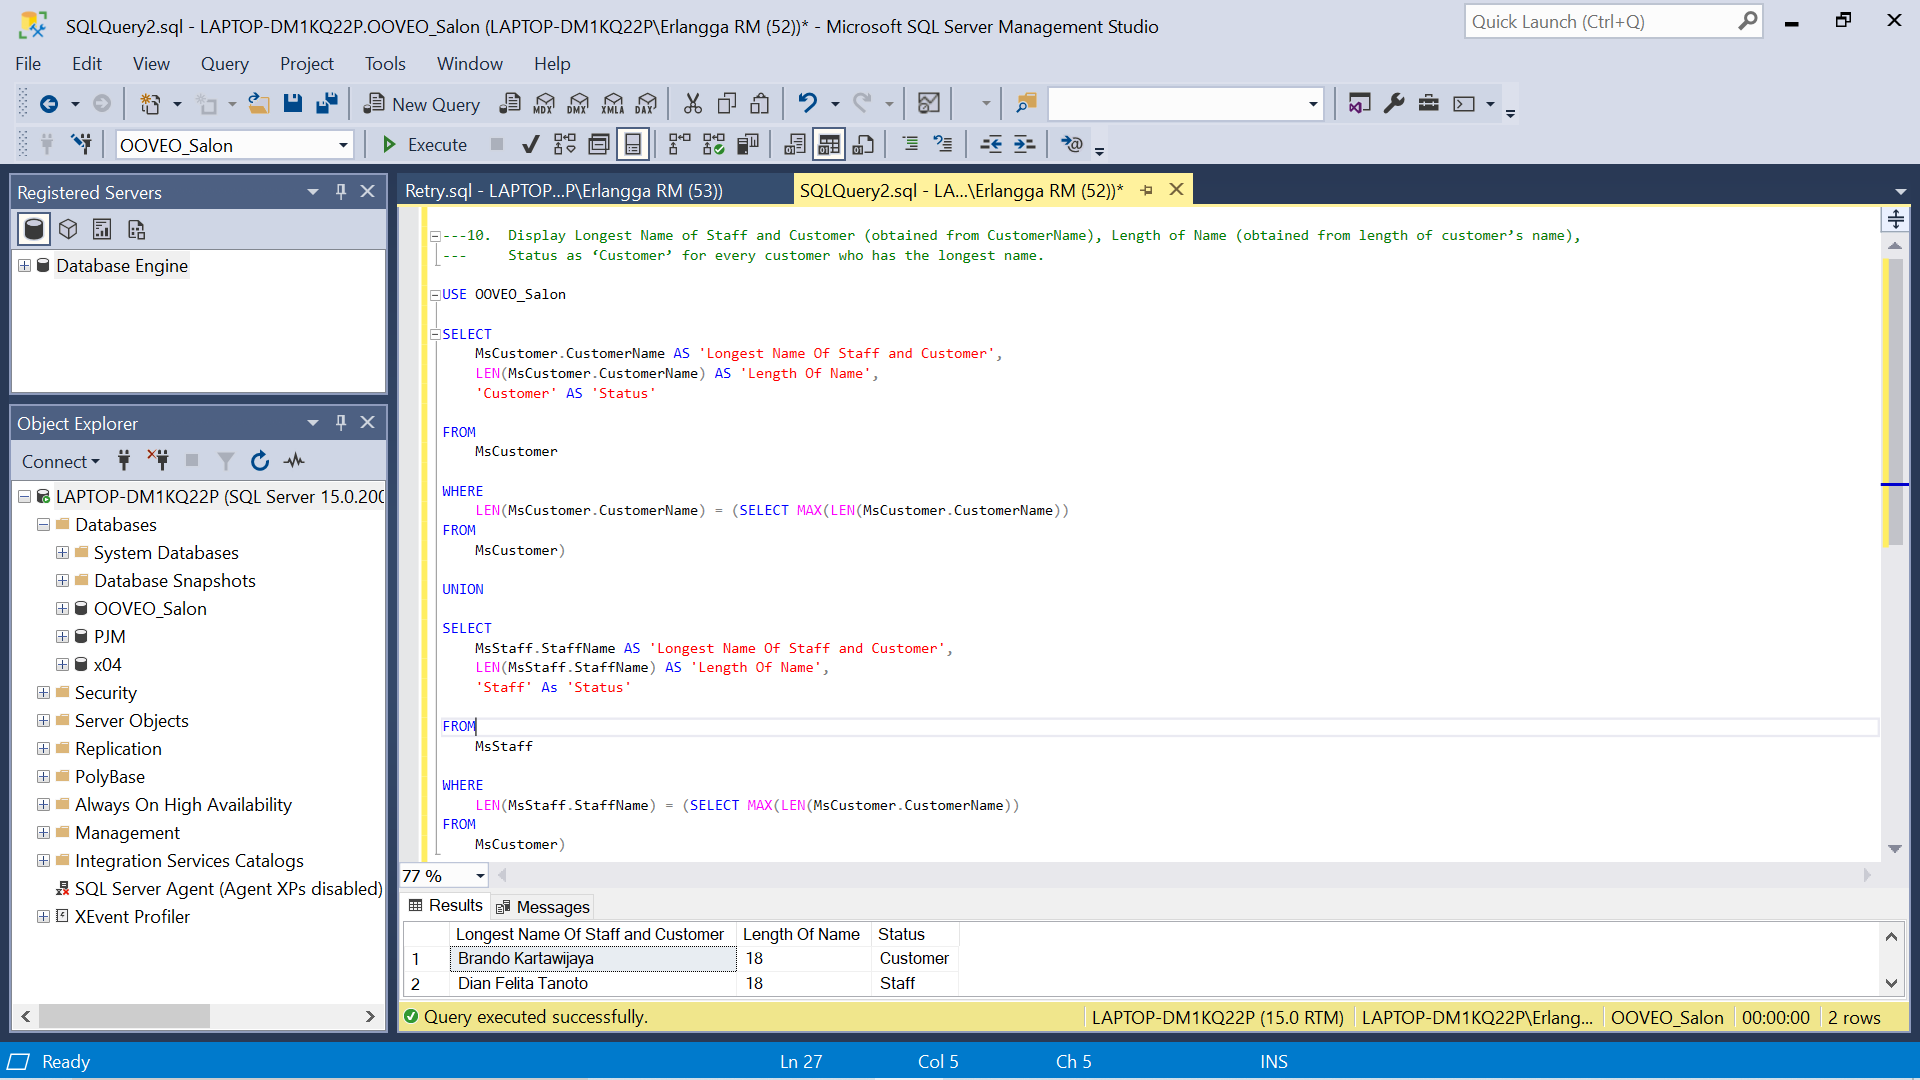 SQLQuery2.sql - LAPTOP-DM1KQ22P.OOVEO_Salon (LAPTOP-DM1KQ22P\Erlangga RM (52))* - Microsoft SQL Server Management Studio
Quick Launch (Ctrl+Q)
File Edit View Query Project Tools Window Help
New Query MDX DMX XMLA DAX
OOVEO_Salon Execute
Registered Servers
Database Engine
Object Explorer
Connect
LAPTOP-DM1KQ22P (SQL Server 15.0.200
Databases
System Databases
Database Snapshots
OOVEO_Salon
PJM
x04
Security
Server Objects
Replication
PolyBase
Always On High Availability
Management
Integration Services Catalogs
SQL Server Agent (Agent XPs disabled)
XEvent Profiler
Retry.sql - LAPTOP...P\Erlangga RM (53))
SQLQuery2.sql - LA...\Erlangga RM (52))*
---10.  Display Longest Name of Staff and Customer (obtained from CustomerName), Length of Name (obtained from length of customer’s name),
---     Status as ‘Customer’ for every customer who has the longest name.
USE OOVEO_Salon
SELECT
MsCustomer.CustomerName AS 'Longest Name Of Staff and Customer',
LEN(MsCustomer.CustomerName) AS 'Length Of Name',
'Customer' AS 'Status'
FROM
MsCustomer
WHERE
LEN(MsCustomer.CustomerName) = (SELECT MAX(LEN(MsCustomer.CustomerName))
FROM
MsCustomer)
UNION
SELECT
MsStaff.StaffName AS 'Longest Name Of Staff and Customer',
LEN(MsStaff.StaffName) AS 'Length Of Name',
'Staff' As 'Status'
FROM
MsStaff
WHERE
LEN(MsStaff.StaffName) = (SELECT MAX(LEN(MsCustomer.CustomerName))
FROM
MsCustomer)
77 %
Results Messages
Longest Name Of Staff and Customer Length Of Name Status
1 Brando Kartawijaya 18 Customer
2 Dian Felita Tanoto 18 Staff
Query executed successfully. LAPTOP-DM1KQ22P (15.0 RTM) LAPTOP-DM1KQ22P\Erlang... OOVEO_Salon 00:00:00 2 rows
Ready Ln 27 Col 5 Ch 5 INS